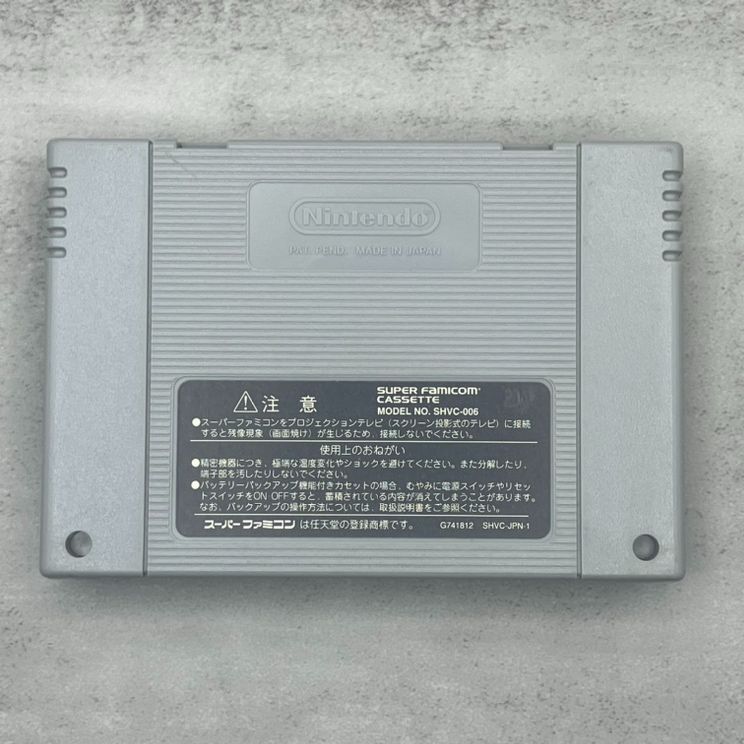 Nintendo
PAT. PEND. MADE IN JAPAN
⚠注 意
SUPER FAMICOM
CASSETTE
MODEL NO. SHVC-006
●スーパーファミコンをプロジェクションテレビ(スクリーン投影式のテレビ)に接続
すると残像現象(画面焼け)が生じるため、接続しないでください。
使用上のおねがい
●精密機器につき、極端な温度変化やショックを避けてください。また分解したり、
端子部を汚したりしないでください。
●バッテリーバックアップ機能付きカセットの場合、むやみに電源スイッチやリセッ
トスイッチをON OFFすると、蓄積されている内容が消えてしまうことがあります。
なお、バックアップの操作方法については、取扱説明書をご参照ください。
スーパーファミコンは任天堂の登録商標です。
G741812 SHVC-JPN-1